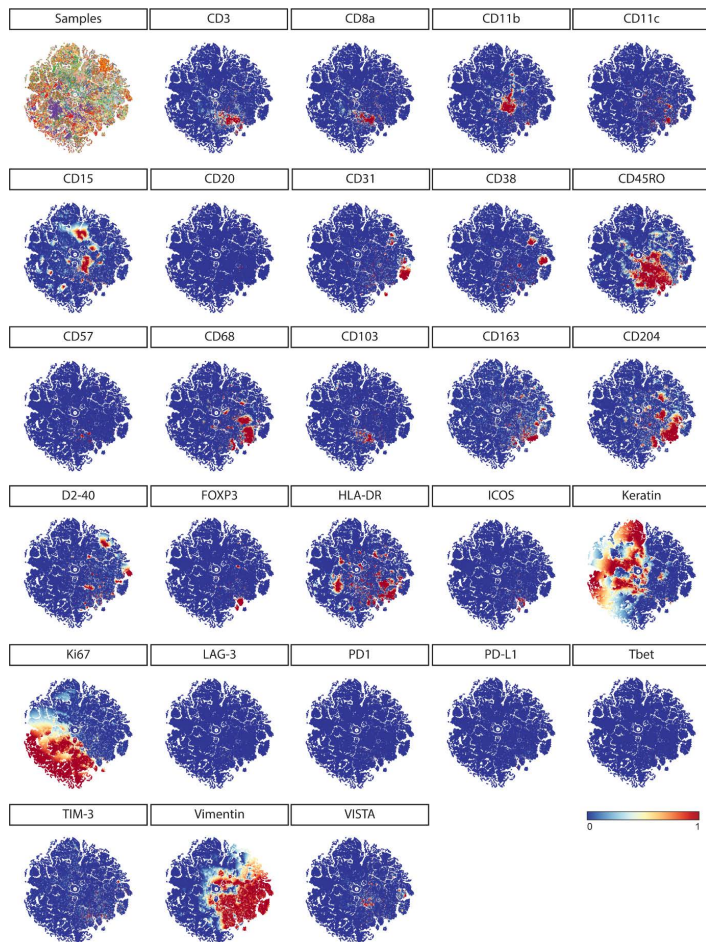 Samples
CD3
CD8a
CD11b
CD11c
CD15
CD20
CD31
CD38
CD45RO
CD57
CD68
CD103
CD163
CD204
D2-40
FOXP3
HLA-DR
ICOS
Keratin
Ki67
LAG-3
PD1
PD-L1
Tbet
TIM-3
Vimentin
VISTA
0 1